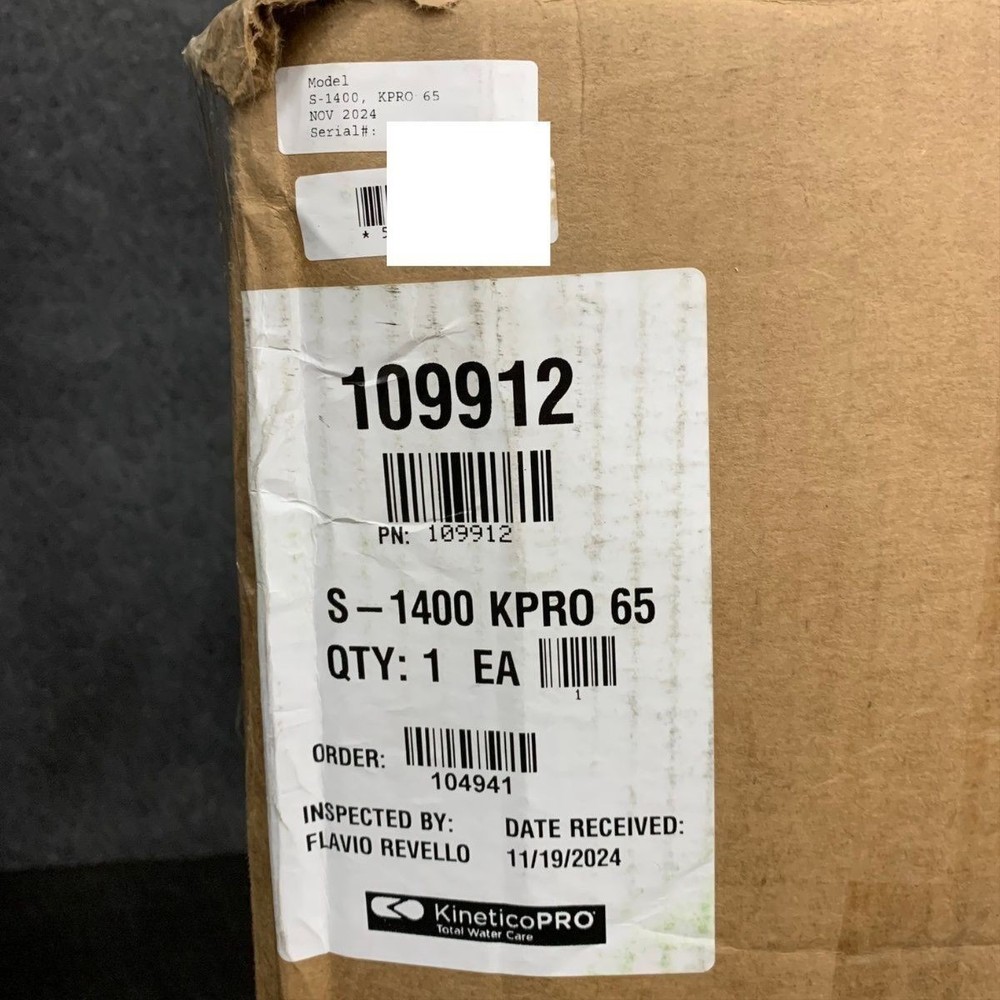 Model
S-1400, KPRO 65
NOV 2024
Serial#:
*
109912
PN: 109912
S-1400 KPRO 65
QTY: 1 EA
1
ORDER:
104941
INSPECTED BY:
FLAVIO REVELLO
DATE RECEIVED:
11/19/2024
KineticoPRO
Total Water Care